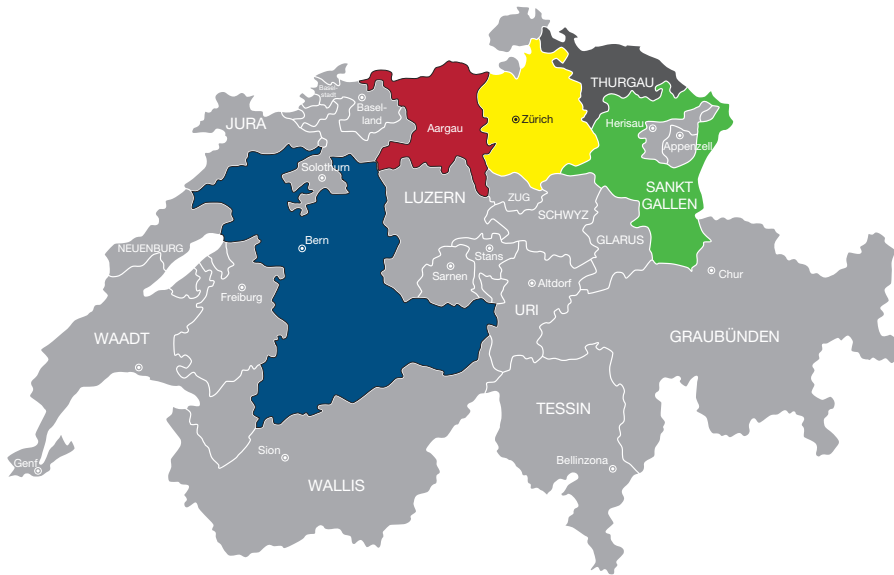 THURGAU
Basel-
stadt
Basel-
land
Zürich
Herisau
JURA
Aargau
Appenzell
Solothurn
LUZERN
ZUG
SCHWYZ
SANKT
GALLEN
NEUENBURG
Bern
Stans
GLARUS
Sarnen
Chur
Freiburg
Altdorf
URI
WAADT
GRAUBÜNDEN
TESSIN
Sion
Genf
Bellinzona
WALLIS